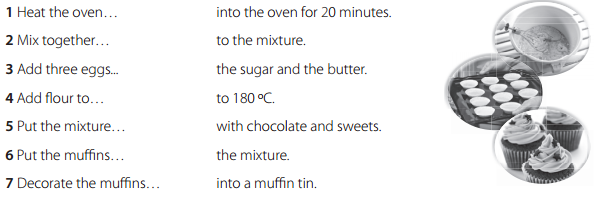 1 Heat the oven… into the oven for 20 minutes.
2 Mix together… to the mixture.
3 Add three eggs... the sugar and the butter.
4 Add flour to… to 180 ºC.
5 Put the mixture… with chocolate and sweets.
6 Put the muffins… the mixture.
7 Decorate the muffins… into a muffin tin.